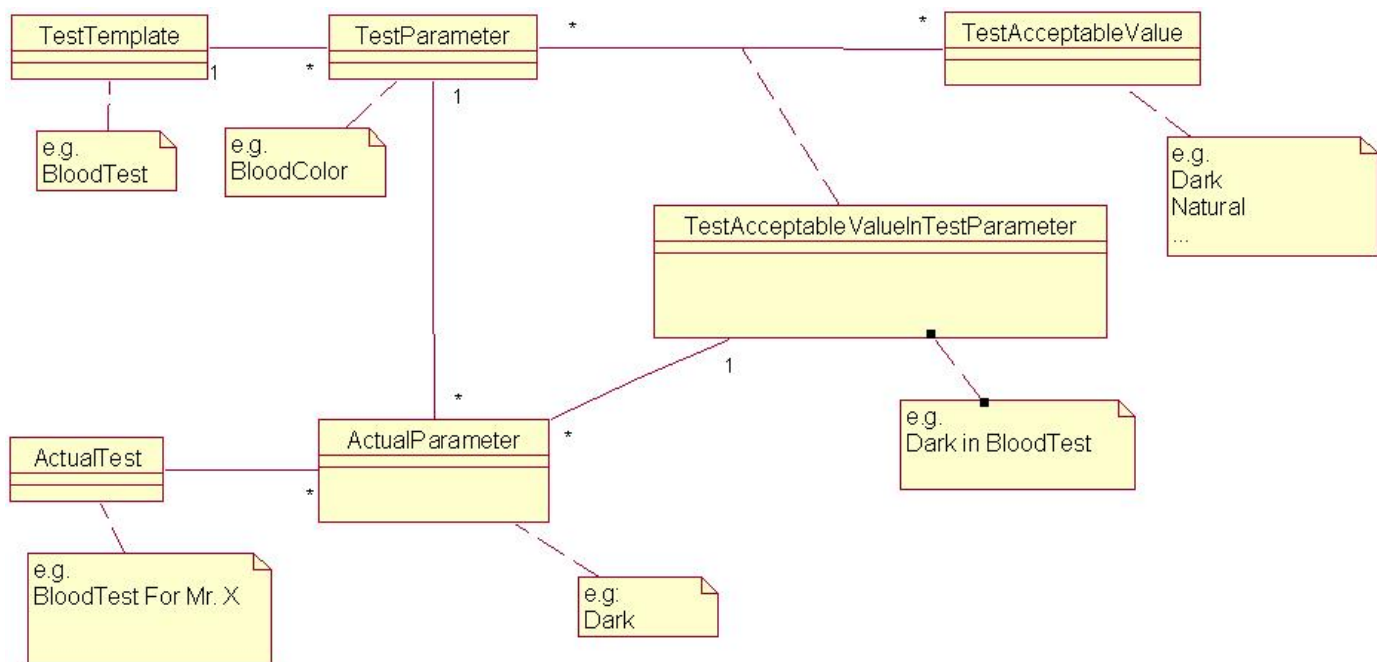 TestTemplate
1
*
TestParameter
1
*
*
TestAcceptableValue
e.g.
BloodTest
e.g.
BloodColor
e.g.
Dark
Natural
...
TestAcceptableValueInTestParameter
1
*
*
e.g.
Dark in BloodTest
ActualTest
*
ActualParameter
e.g.
BloodTest For Mr. X
e.g:
Dark